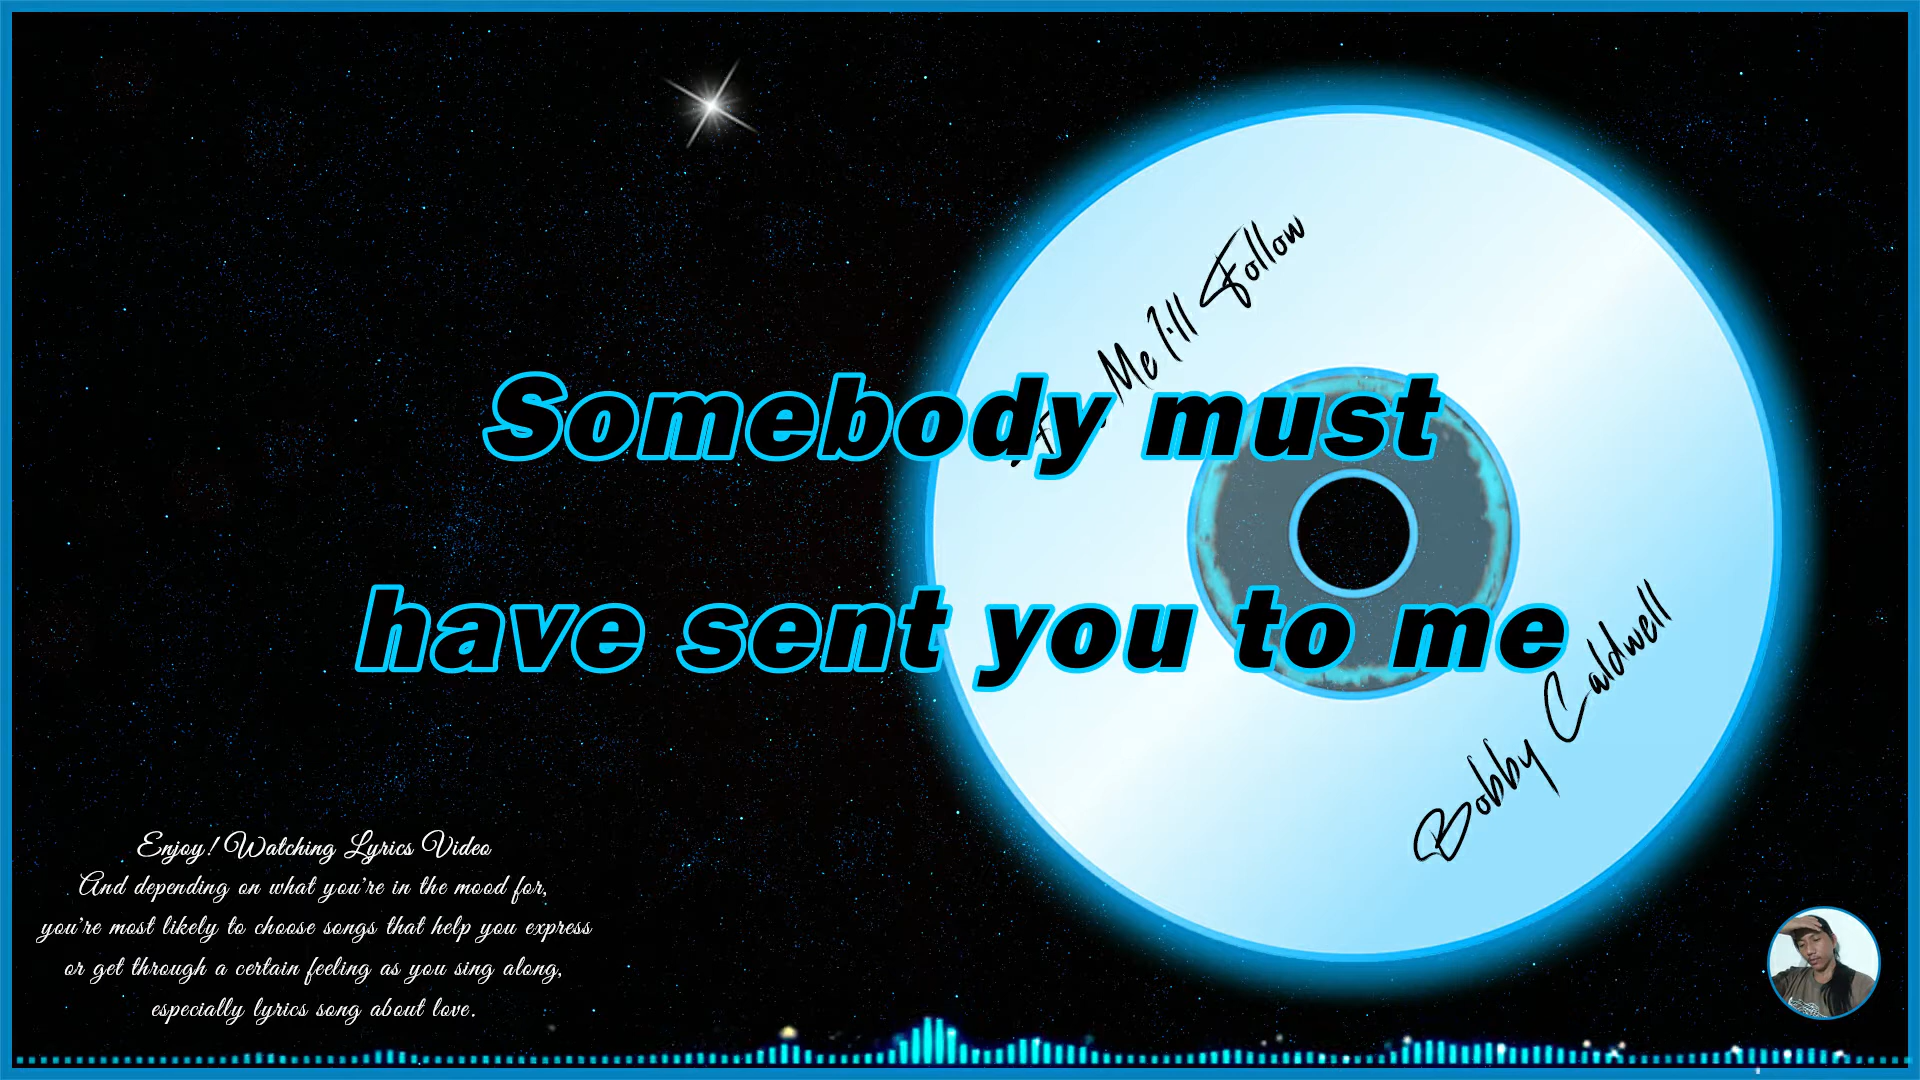 Me I'll Follow
Somebody must
have sent you to me
Bobby Caldwell
Enjoy! Watching Lyrics Video
And depending on what you're in the mood for,
you're most likely to choose songs that help you express
or get through a certain feeling as you sing along,
especially lyrics song about love.